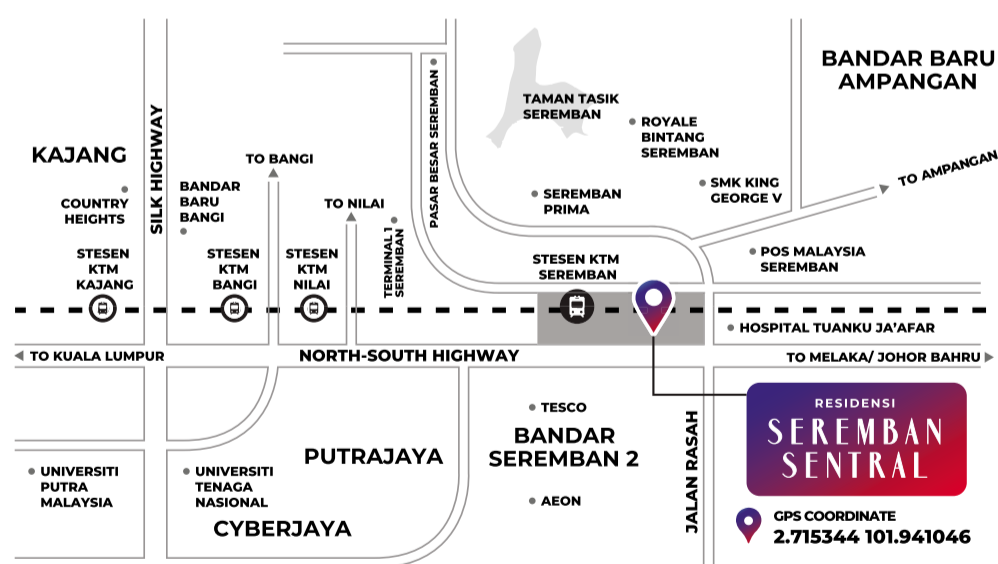 BANDAR BARU
AMPANGAN
TAMAN TASIK
SEREMBAN
ROYALE
BINTANG
SEREMBAN
PASAR BESAR SEREMBAN
SILK HIGHWAY
KAJANG
TO BANGI
TO AMPANGAN
COUNTRY
HEIGHTS
BANDAR
BARU
BANGI
TO NILAI
SEREMBAN
PRIMA
SMK KING
GEORGE V
TERMINAL 1
SEREMBAN
STESEN
KTM
KAJANG
STESEN
KTM
BANGI
STESEN
KTM
NILAI
STESEN KTM
SEREMBAN
POS MALAYSIA
SEREMBAN
HOSPITAL TUANKU JA’AFAR
TO KUALA LUMPUR
NORTH-SOUTH HIGHWAY
TO MELAKA/ JOHOR BAHRU
TESCO
BANDAR
SEREMBAN 2
AEON
JALAN RASAH
PUTRAJAYA
UNIVERSITI
PUTRA
MALAYSIA
UNIVERSITI
TENAGA
NASIONAL
CYBERJAYA
RESIDENSI
SEREMBAN
SENTRAL
GPS COORDINATE
2.715344 101.941046